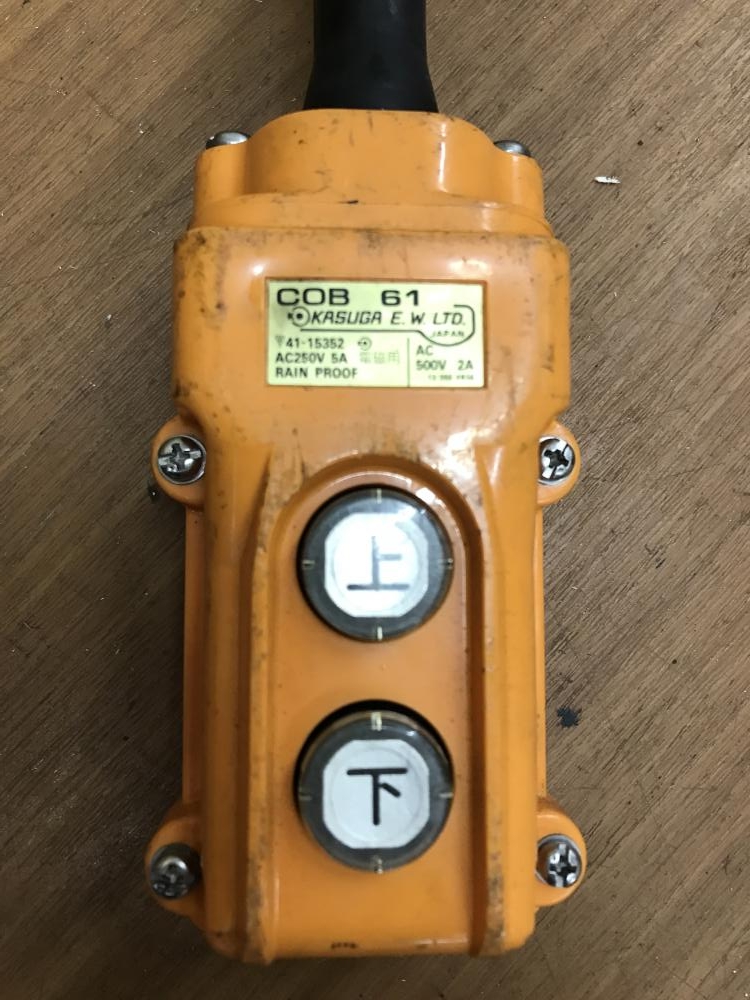 COB 61
KASUGA E.W. LTD.
JAPAN
▽41-15352
AC250V 5A 電磁用
RAIN PROOF
AC
500V 2A
上
下